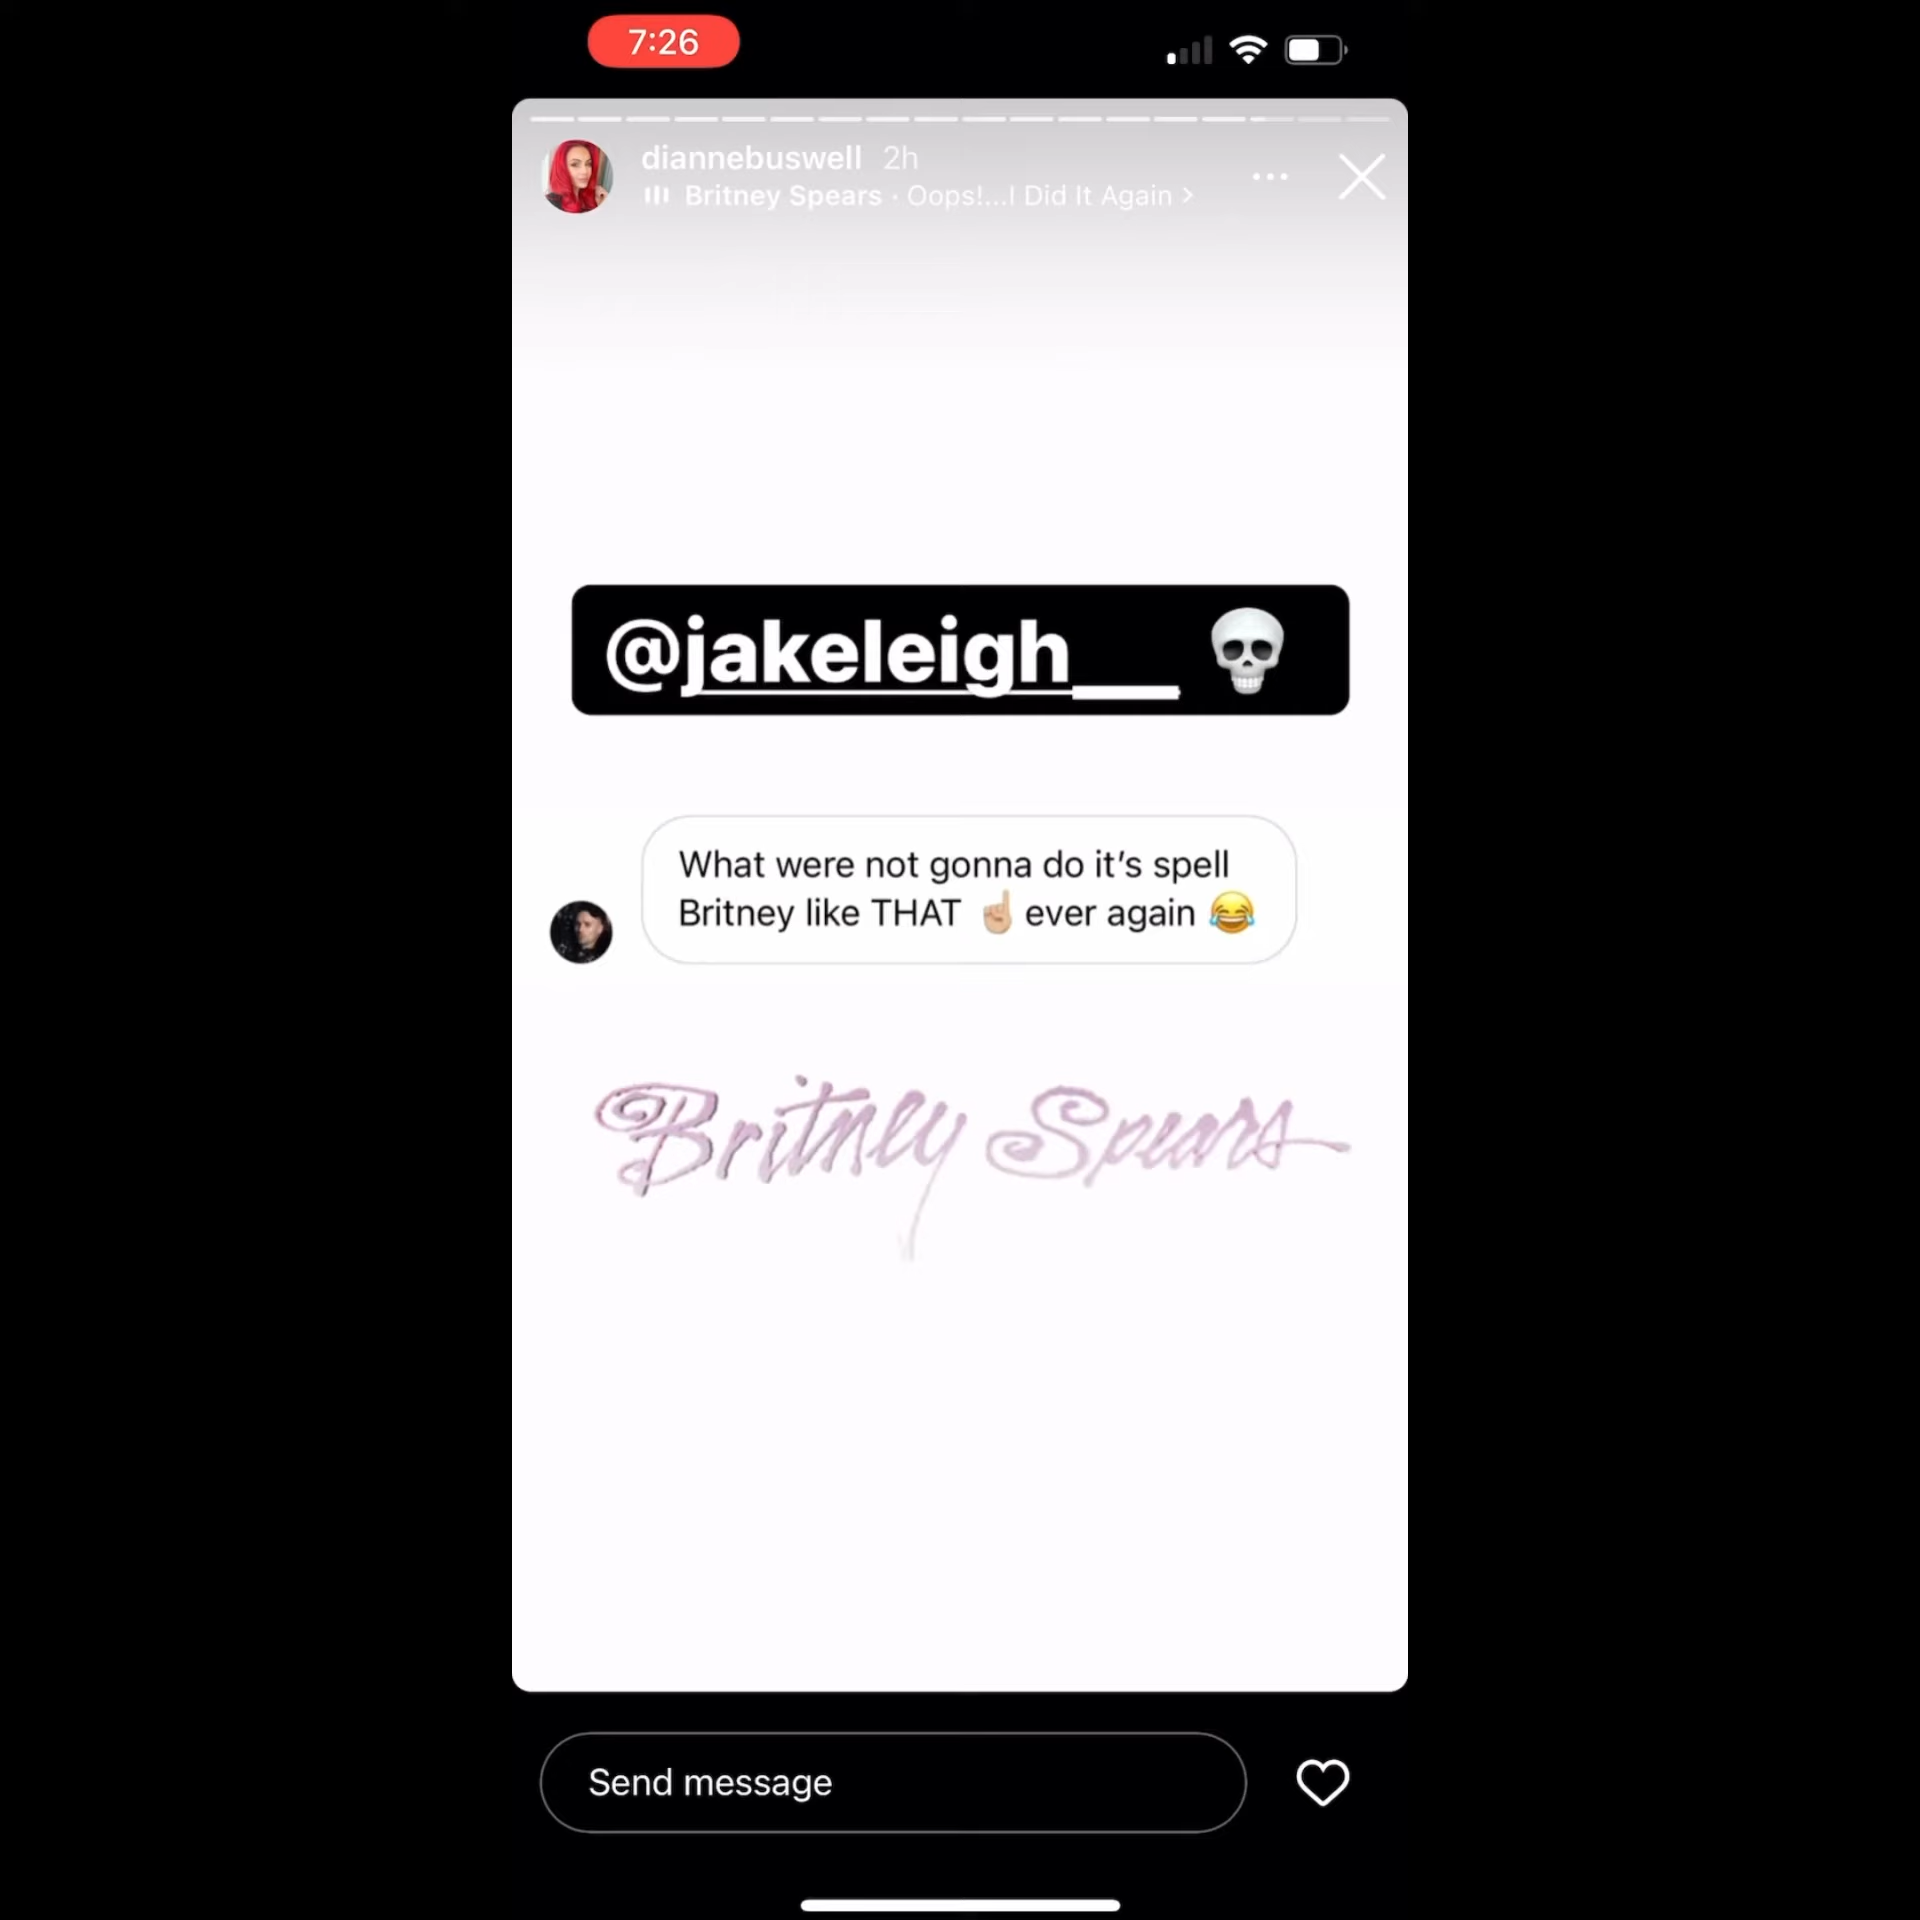 7:26
diannebuswell 2h
Britney Spears · Oops!...I Did It Again >
@jakeleigh___ 💀
What were not gonna do it’s spell
Britney like THAT ☝🏼 ever again 😂
Britney Spears
Send message